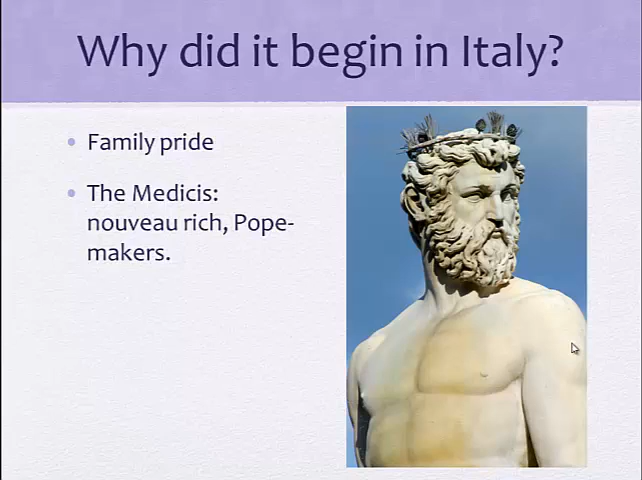 Why did it begin in Italy?
Family pride
The Medicis:
nouveau rich, Pope-
makers.